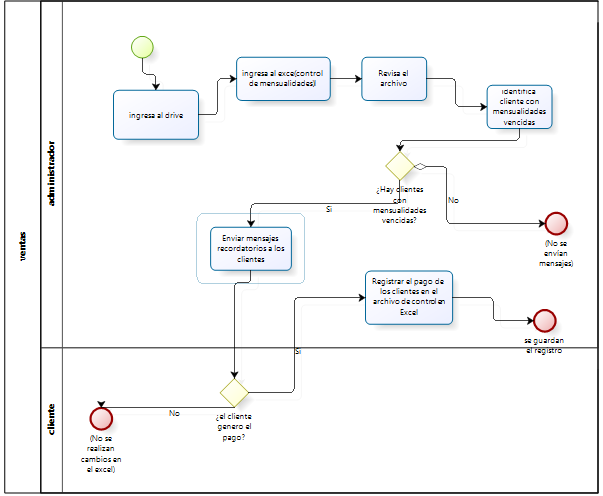 ventas
administrador
ingresa al drive
ingresa al exce(control
de mensualidades)l
Revisa el
archivo
identifica
cliente con
mensualidades
vencidas
¿Hay clientes
con
mensualidades
vencidas?
Si
No
(No se
envían
mensajes)
Enviar mensajes
recordatorios a los
clientes
Registrar el pago de
los clientes en el
archivo de control en
Excel
se guardan
el registro
Si
cliente
¿el cliente
genero el
pago?
No
(No se
realizan
cambios en
el excel)